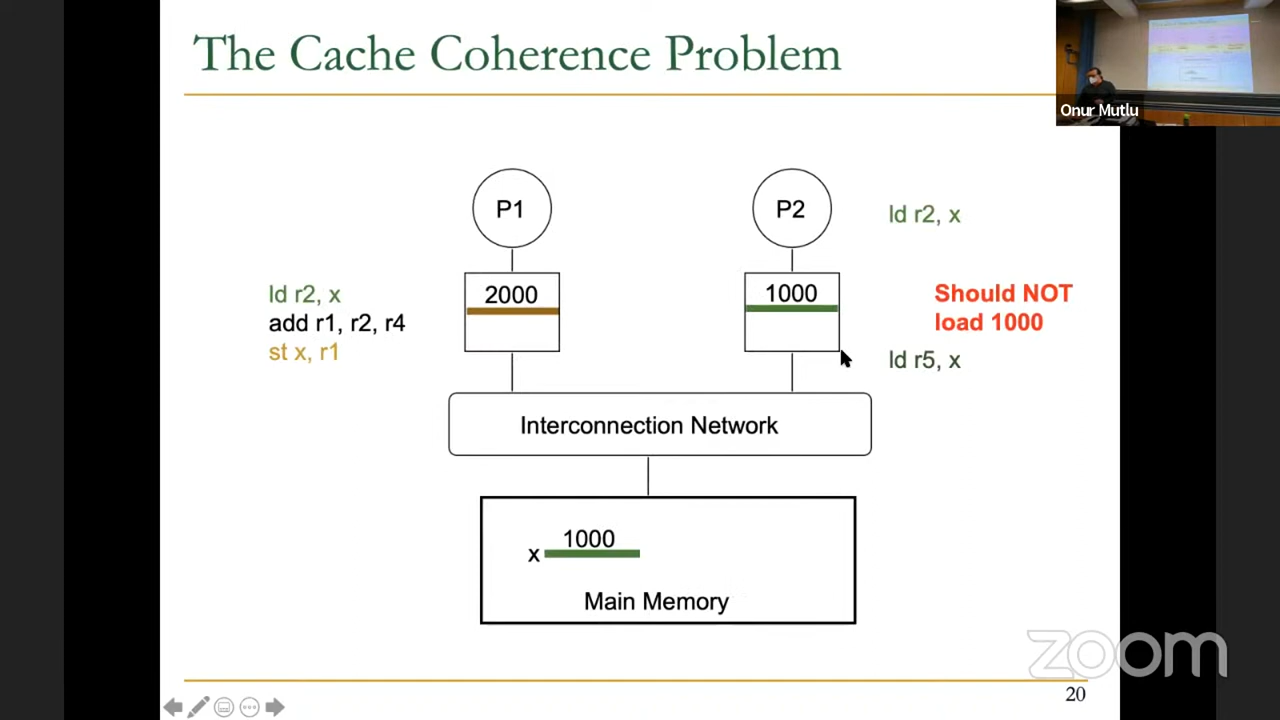 The Cache Coherence Problem
Onur Mutlu
P1
P2
ld r2, x
2000
1000
ld r2, x
add r1, r2, r4
st x, r1
Should NOT
load 1000
ld r5, x
Interconnection Network
1000
x
Main Memory
zoom
20